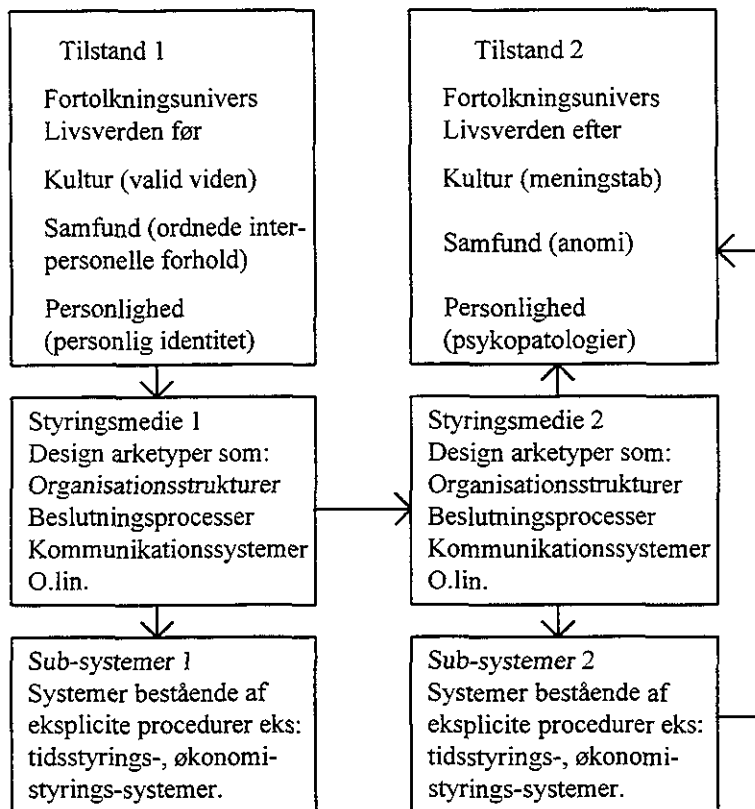 Tilstand 1
Fortolkningsunivers
Livsverden før
Kultur (valid viden)
Samfund (ordnede inter-
personelle forhold)
Personlighed
(personlig identitet)
Styringsmedie 1
Design arketyper som:
Organisationsstrukturer
Beslutningsprocesser
Kommunikationssystemer
O.lin.
Sub-systemer 1
Systemer bestående af
eksplicite procedurer eks:
tidsstyrings-, økonomi-
styrings-systemer.
Tilstand 2
Fortolkningsunivers
Livsverden efter
Kultur (meningstab)
Samfund (anomi)
Personlighed
(psykopatologier)
Styringsmedie 2
Design arketyper som:
Organisationsstrukturer
Beslutningsprocesser
Kommunikationssystemer
O.lin.
Sub-systemer 2
Systemer bestående af
eksplicite procedurer eks:
tidsstyrings-, økonomi-
styrings-systemer.